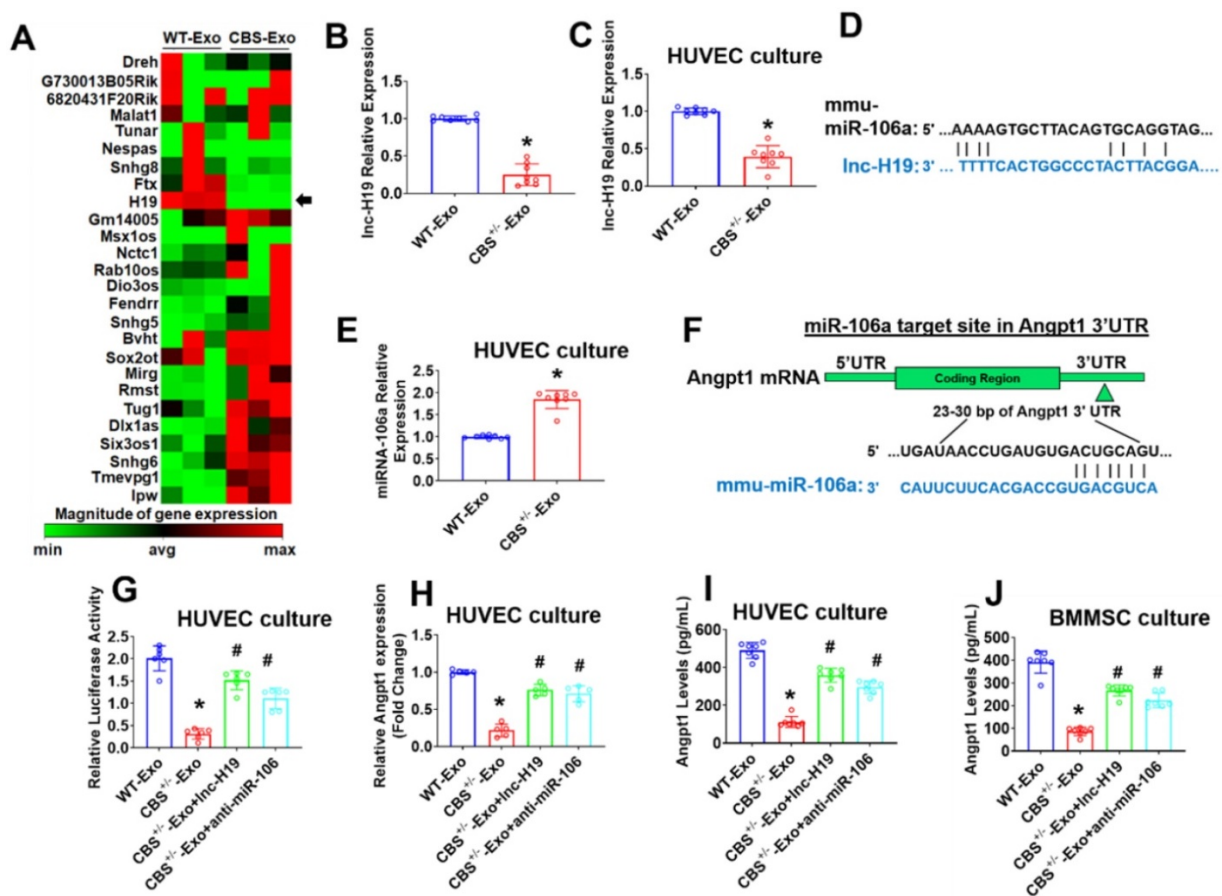 A
WT-Exo CBS-Exo
Dreh
G730013B05Rik
6820431F20Rik
Malat1
Tunar
Nespas
Snhg8
Ftx
H19
Gm14005
Msx1os
Nctc1
Rab10os
Dio3os
Fendrr
Snhg5
Bvht
Sox2ot
Mirg
Rmst
Tug1
Dlx1as
Six3os1
Snhg6
Tmevpg1
Ipw
Magnitude of gene expression
min avg max
B
lnc-H19 Relative Expression
1.5
1.0
0.5
0.0
*
WT-Exo
CBS+/--Exo
C
HUVEC culture
lnc-H19 Relative Expression
1.5
1.0
0.5
0.0
*
WT-Exo
CBS+/--Exo
D
mmu-
miR-106a: 5' ...AAAAGTGCTTACAGTGCAGGTAG...
lnc-H19: 3' ... TTTTCACTGGCCCTACTTACGGA....
E
HUVEC culture
miRNA-106a Relative
Expression
2.5
2.0
1.5
1.0
0.5
0.0
*
WT-Exo
CBS+/--Exo
F
miR-106a target site in Angpt1 3'UTR
5'UTR 3'UTR
Angpt1 mRNA Coding Region
23-30 bp of Angpt1 3' UTR
5' ...UGAUAACCUGAUGUGACUGCAGU...
mmu-miR-106a: 3' CAUUCUUCACGACCGUGACGUCA
G
HUVEC culture
Relative Luciferase Activity
2.5
2.0
1.5
1.0
0.5
0.0
* # #
WT-Exo
CBS+/--Exo
CBS+/--Exo+lnc-H19
CBS+/--Exo+anti-miR-106
H
HUVEC culture
Relative Angpt1 expression
(Fold Change)
1.5
1.0
0.5
0.0
* # #
WT-Exo
CBS+/-Exo
CBS+/--Exo+lnc-H19
CBS+/--Exo+anti-miR-106
I
HUVEC culture
Angpt1 Levels (pg/mL)
600
400
200
0
* # #
WT-Exo
CBS+/--Exo
CBS+/--Exo+lnc-H19
CBS+/--Exo+anti-miR-106
J
BMMSC culture
Angpt1 Levels (pg/mL)
500
400
300
200
100
0
* # #
WT-Exo
CBS+/--Exo
CBS+/--Exo+lnc-H19
CBS+/--Exo+anti-miR-106